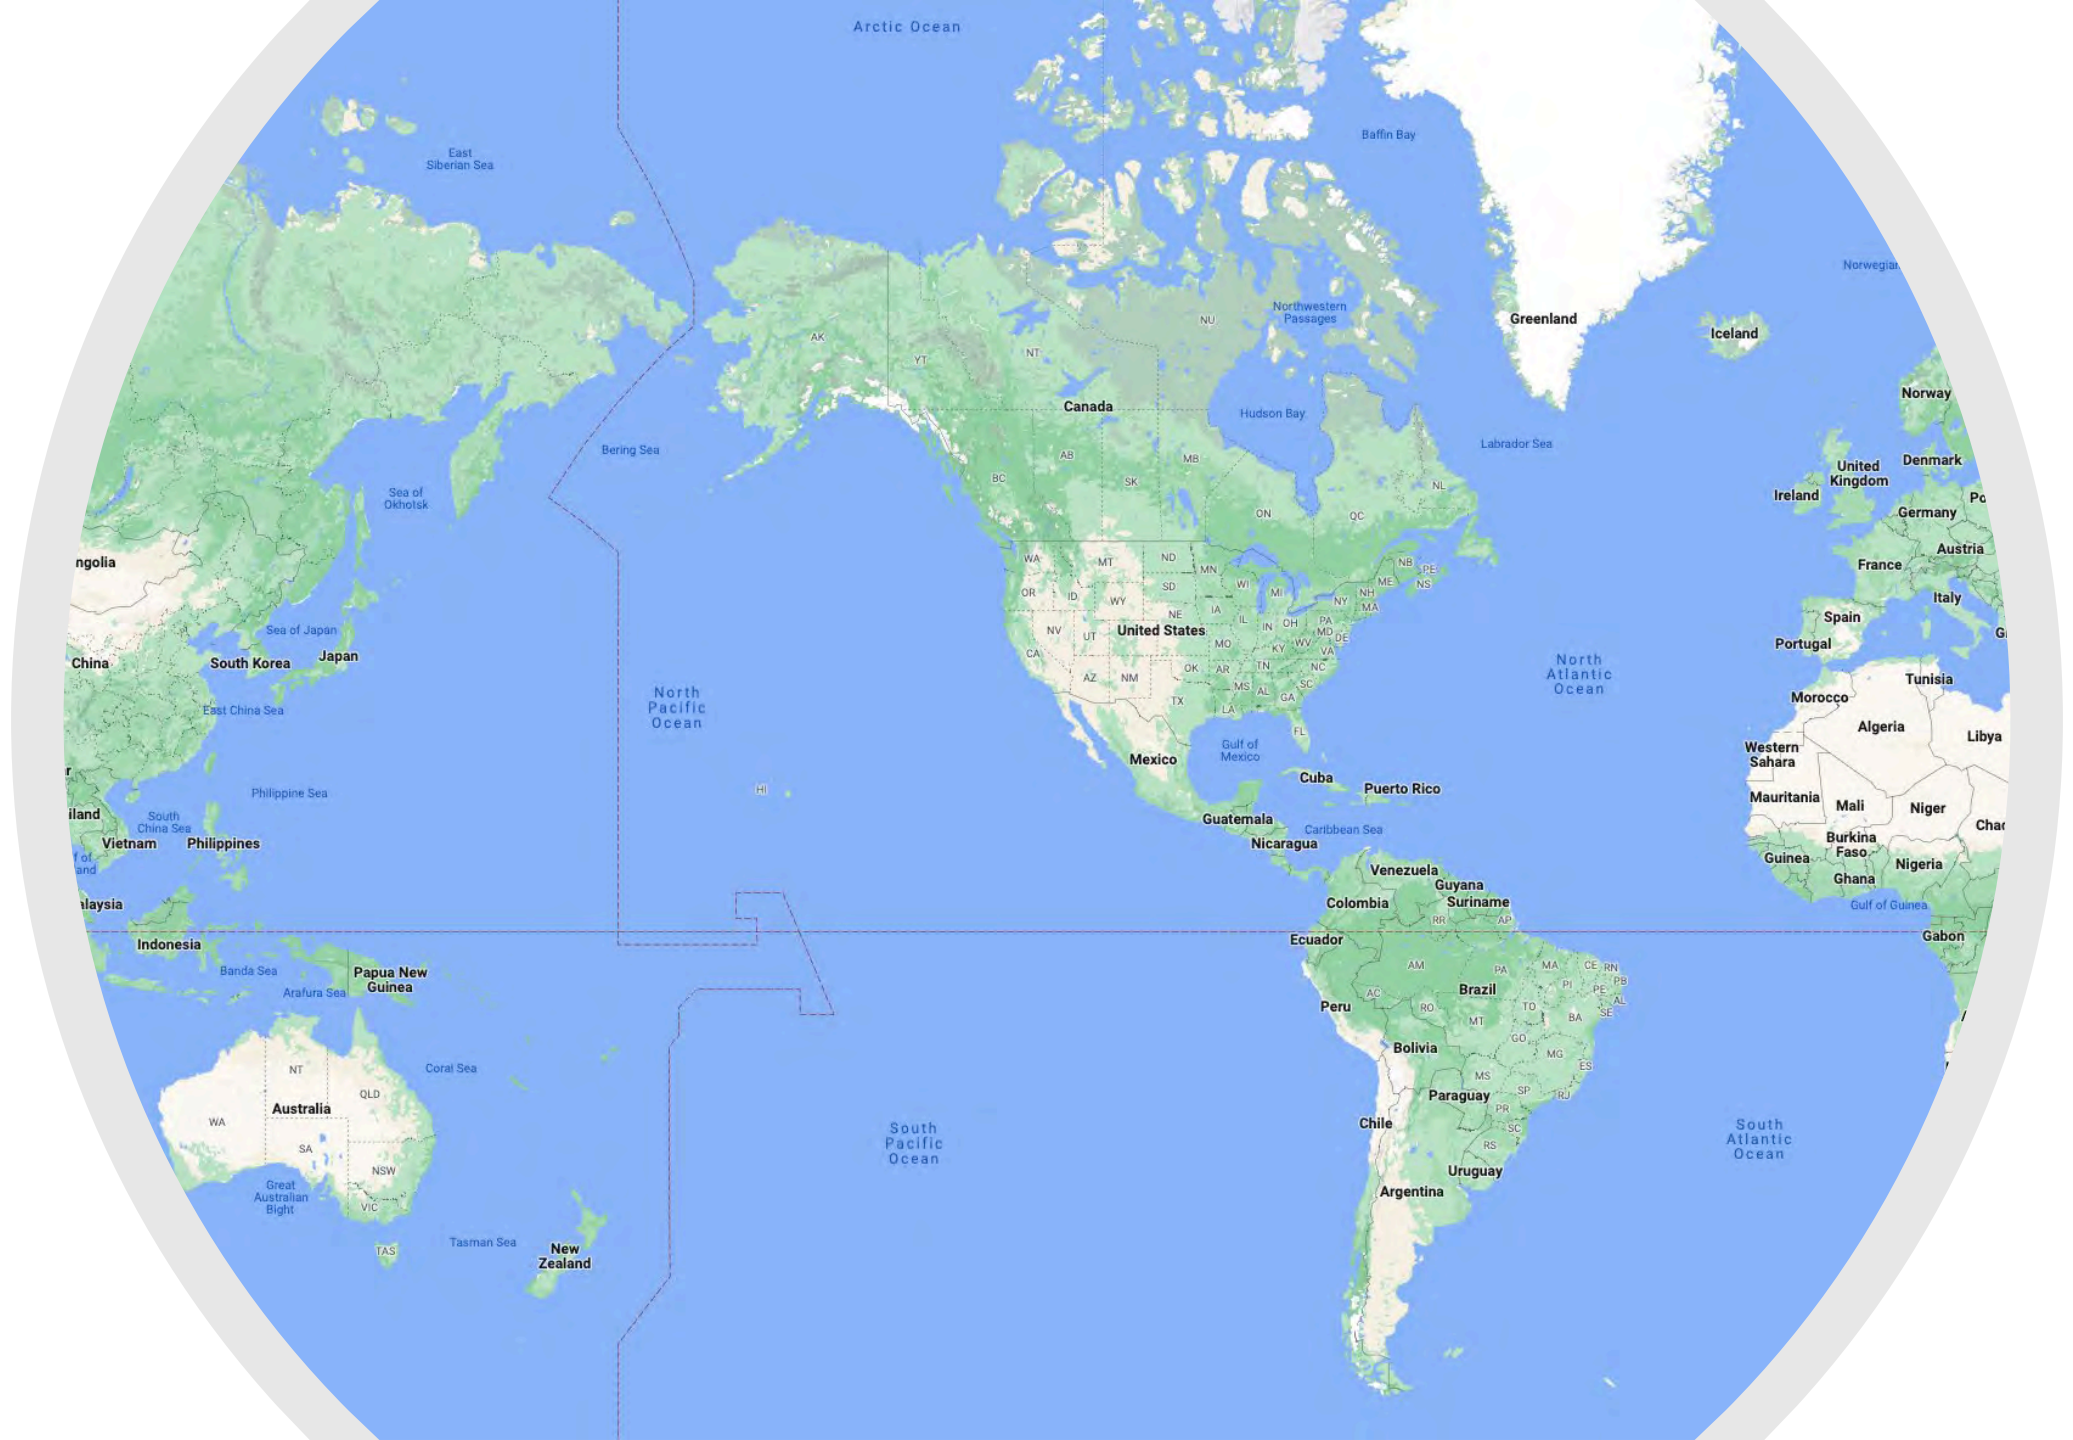 Arctic Ocean
Baffin Bay
East
Siberian Sea
Norwegian
Northwestern
Passages
NU
Greenland
Iceland
AK
YT
NT
Norway
Canada
Hudson Bay
Labrador Sea
Bering Sea
AB
MB
Denmark
United
Kingdom
BC
SK
NL
Ireland
Po
Sea of
Okhotsk
ON
QC
Germany
ngolia
WA
MT
ND
MN
NB
PE
Austria
France
OR
ID
WY
SD
WI
MI
ME
NS
NH
NY
MA
Italy
NE
IA
Spain
Sea of Japan
NV
UT
United States
IL
IN
OH
PA
MD
DE
G
Portugal
China
South Korea
Japan
CA
MO
KY
WV
VA
OK
AR
TN
NC
North
Atlantic
Ocean
Tunisia
AZ
NM
MS
AL
GA
SC
Morocco
North
Pacific
Ocean
East China Sea
TX
LA
Algeria
Libya
FL
Gulf of
Mexico
Western
Sahara
Mexico
r
Cuba
Puerto Rico
Philippine Sea
HI
Mauritania
Mali
Niger
iland
South
China Sea
Guatemala
Caribbean Sea
Chad
Vietnam
Philippines
Nicaragua
Burkina
Faso
Guinea
Nigeria
f of
and
Venezuela
Ghana
Guyana
alaysia
Colombia
Suriname
Gulf of Guinea
RR
AP
Indonesia
Ecuador
Gabon
Banda Sea
Papua New
Guinea
AM
PA
MA
CE
RN
PB
PI
PE
AL
SE
Arafura Sea
AC
Brazil
Peru
RO
TO
BA
MT
GO
Bolivia
MG
ES
NT
Coral Sea
QLD
MS
SP
RJ
Paraguay
Australia
PR
WA
Chile
SC
South
Pacific
Ocean
South
Atlantic
Ocean
SA
RS
NSW
Uruguay
Great
Australian
Bight
VIC
Argentina
TAS
Tasman Sea
New
Zealand